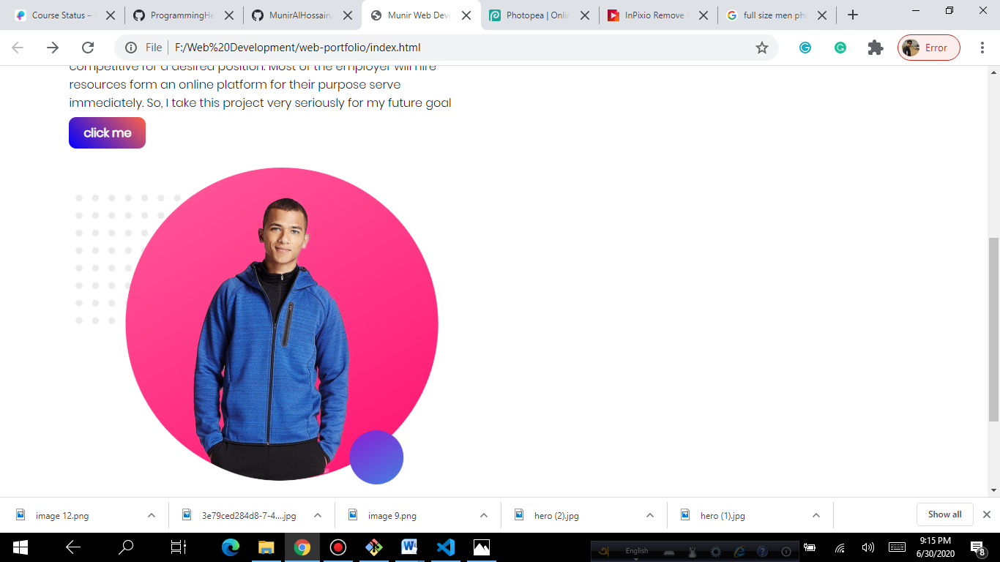 Course Status –
ProgrammingHe
MunirAlHossain
Munir Web Deve
Photopea | Onlin
InPixio Remove
full size men pho
File
F:/Web%20Development/web-portfolio/index.html
Error
competitive for a desired position. Most of the employer will hire
resources form an online platform for their purpose serve
immediately. So, I take this project very seriously for my future goal
click me
image 12.png
3e79ced284d8-7-4....jpg
image 9.png
hero (2).jpg
hero (1).jpg
Show all
English
9:15 PM
6/30/2020
8